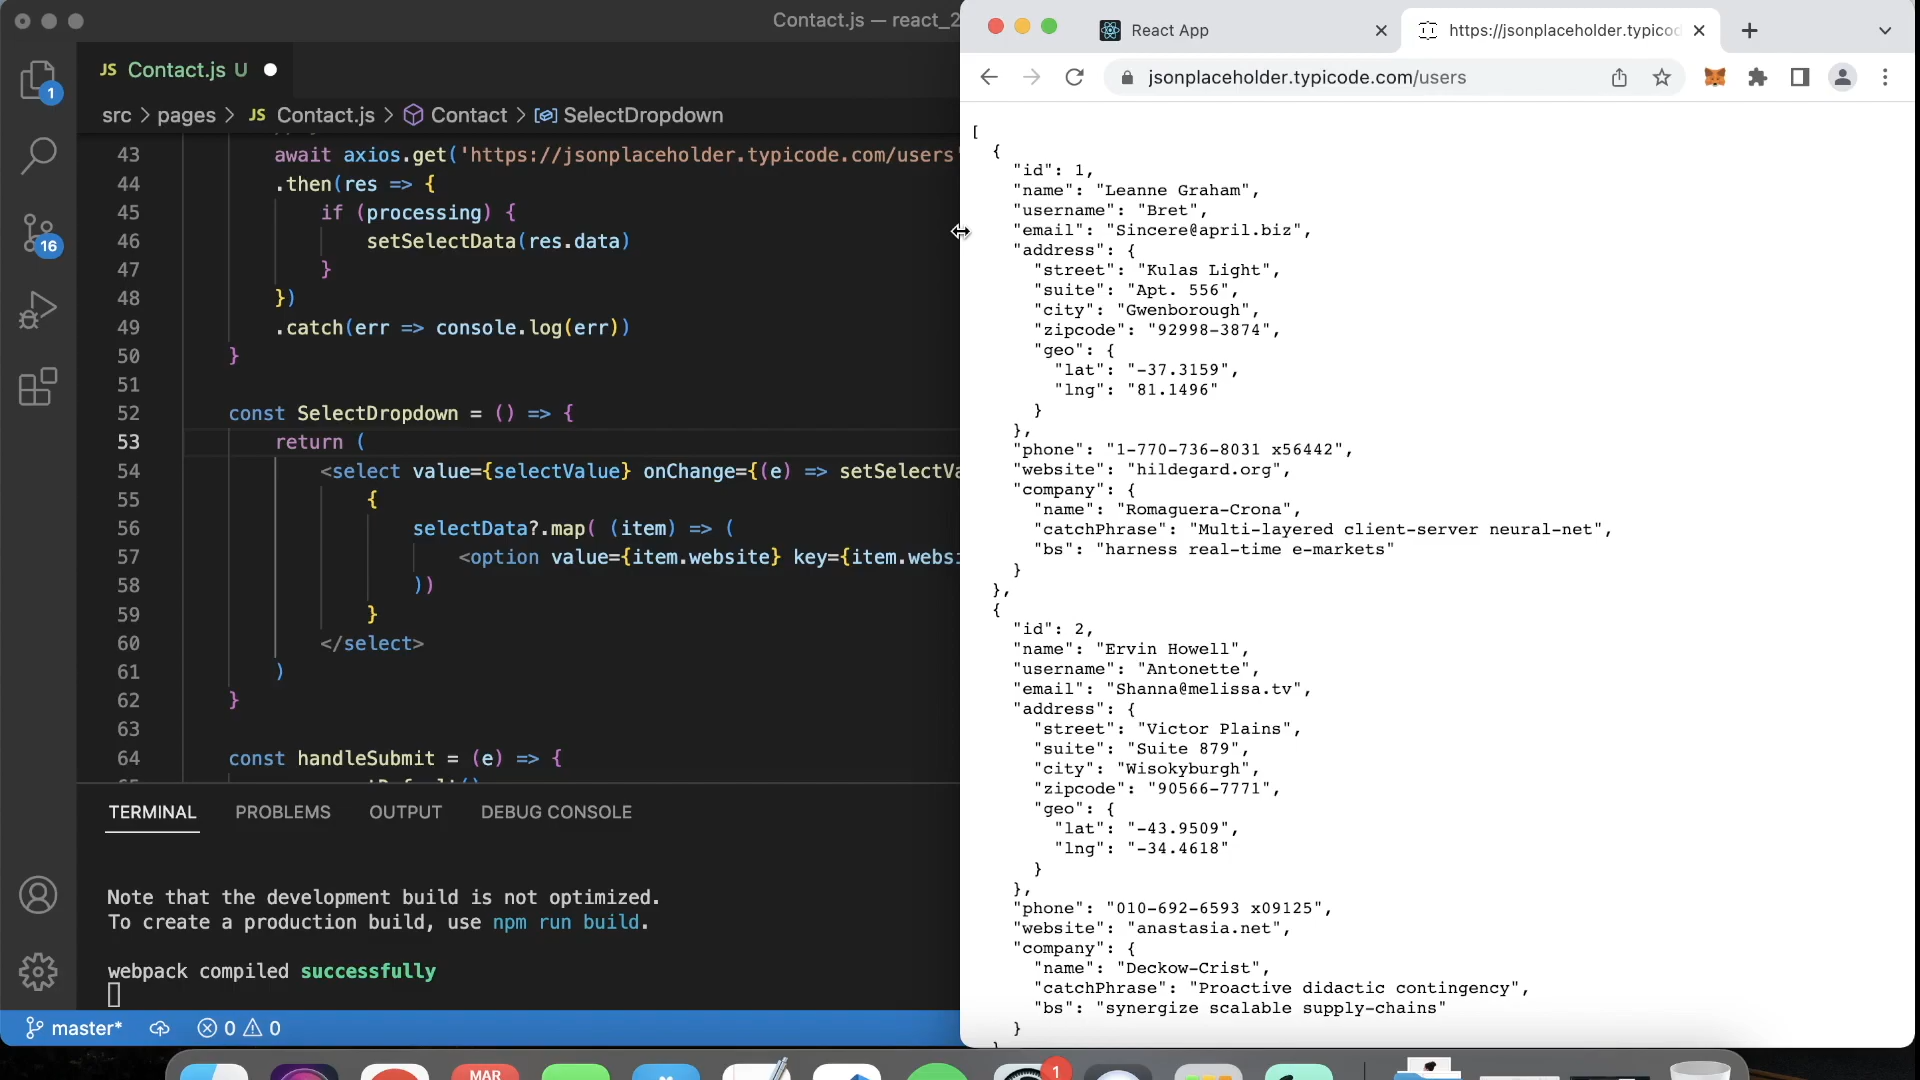 Contact.js — react_2
JS Contact.js U
src > pages > JS Contact.js > Contact > SelectDropdown
43 await axios.get('https://jsonplaceholder.typicode.com/users'
44 .then(res => {
45 if (processing) {
46 setSelectData(res.data)
47 }
48 })
49 .catch(err => console.log(err))
50 }
51
52 const SelectDropdown = () => {
53 return (
54 <select value={selectValue} onChange={(e) => setSelectVa
55 {
56 selectData?.map( (item) => (
57 <option value={item.website} key={item.websi
58 ))
59 }
60 </select>
61 )
62 }
63
64 const handleSubmit = (e) => {
1
16
TERMINAL PROBLEMS OUTPUT DEBUG CONSOLE
Note that the development build is not optimized.
To create a production build, use npm run build.
webpack compiled successfully
master* 0 0
React App
https://jsonplaceholder.typicod
jsonplaceholder.typicode.com/users
[
{
"id": 1,
"name": "Leanne Graham",
"username": "Bret",
"email": "Sincere@april.biz",
"address": {
"street": "Kulas Light",
"suite": "Apt. 556",
"city": "Gwenborough",
"zipcode": "92998-3874",
"geo": {
"lat": "-37.3159",
"lng": "81.1496"
}
},
"phone": "1-770-736-8031 x56442",
"website": "hildegard.org",
"company": {
"name": "Romaguera-Crona",
"catchPhrase": "Multi-layered client-server neural-net",
"bs": "harness real-time e-markets"
}
},
{
"id": 2,
"name": "Ervin Howell",
"username": "Antonette",
"email": "Shanna@melissa.tv",
"address": {
"street": "Victor Plains",
"suite": "Suite 879",
"city": "Wisokyburgh",
"zipcode": "90566-7771",
"geo": {
"lat": "-43.9509",
"lng": "-34.4618"
}
},
"phone": "010-692-6593 x09125",
"website": "anastasia.net",
"company": {
"name": "Deckow-Crist",
"catchPhrase": "Proactive didactic contingency",
"bs": "synergize scalable supply-chains"
}
MAR
1